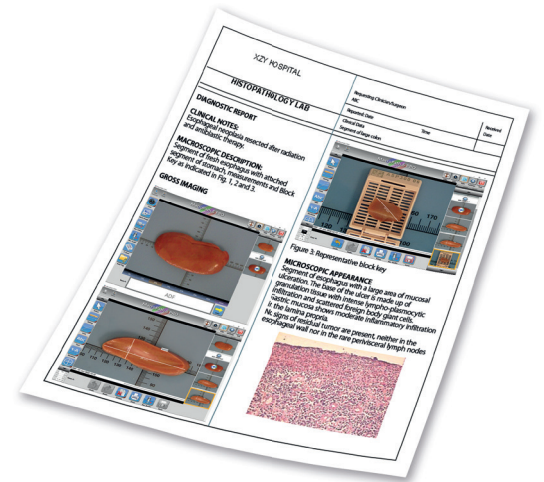 XZY HOSPITAL
HISTOPATHOLOGY LAB
Requesting Clinician/Surgeon
ABC
Reported Date
Clinical Data
Time
Received
Date
Segment of large colon
DIAGNOSTIC REPORT
CLINICAL NOTES:
Esophageal neoplasia resected after radiation
and antiblastic therapy.
MACROSCOPIC DESCRIPTION:
Segment of fresh esophagus with attched
segment of stomach, measurements and Block
Key as indicated in Fig. 1, 2 and 3.
GROSS IMAGING
ADF
Figure 3: Representative block key
MICROSCOPIC APPEARANCE
Segment of esophagus with a large area of mucosal
ulceration. The base of the ulcer is made up of
granulation tissue with intense lympho-plasmocytic
infiltration and scattered foreign body giant cells.
Gastric mucosa shows moderate inflammatory infiltration
in the lamina propria.
No signs of residual tumor are present, neither in the
esophageal wall nor in the rare perivisceral lymph nodes